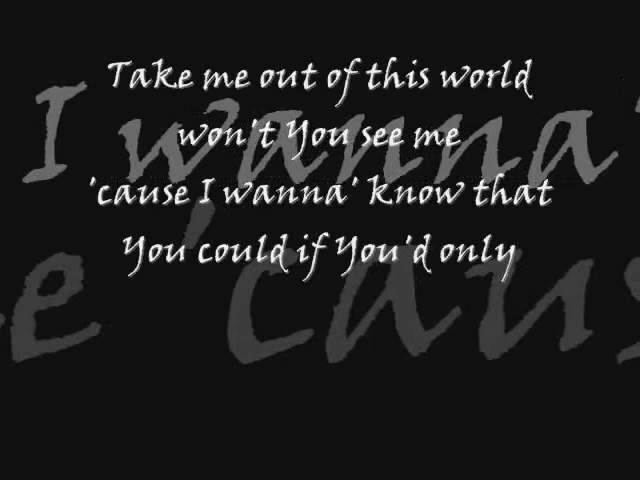 Take me out of this world
won't You see me
'cause I wanna' know that
You could if You'd only
I wanna'
e 'caus